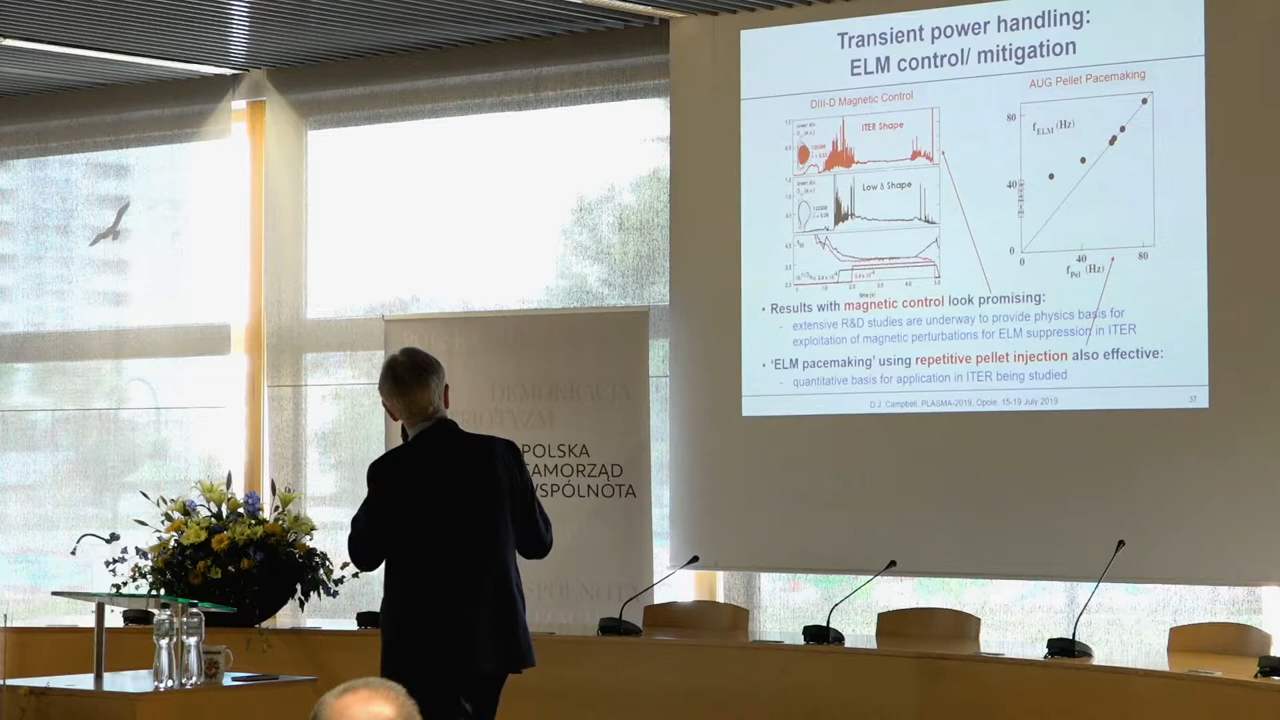 Transient power handling:
ELM control/ mitigation
DIII-D Magnetic Control
AUG Pellet Pacemaking
ITER Shape
Low δ Shape
time (s)
80
40
0
fELM (Hz)
0
40
80
fPel (Hz)
• Results with magnetic control look promising:
- extensive R&D studies are underway to provide physics basis for
exploitation of magnetic perturbations for ELM suppression in ITER
• ‘ELM pacemaking’ using repetitive pellet injection also effective:
- quantitative basis for application in ITER being studied
D.J. Campbell, PLASMA-2019, Opole, 15-19 July 2019
37
DEMOKRACJA
POLSKA
SAMORZĄD
WSPÓLNOTA